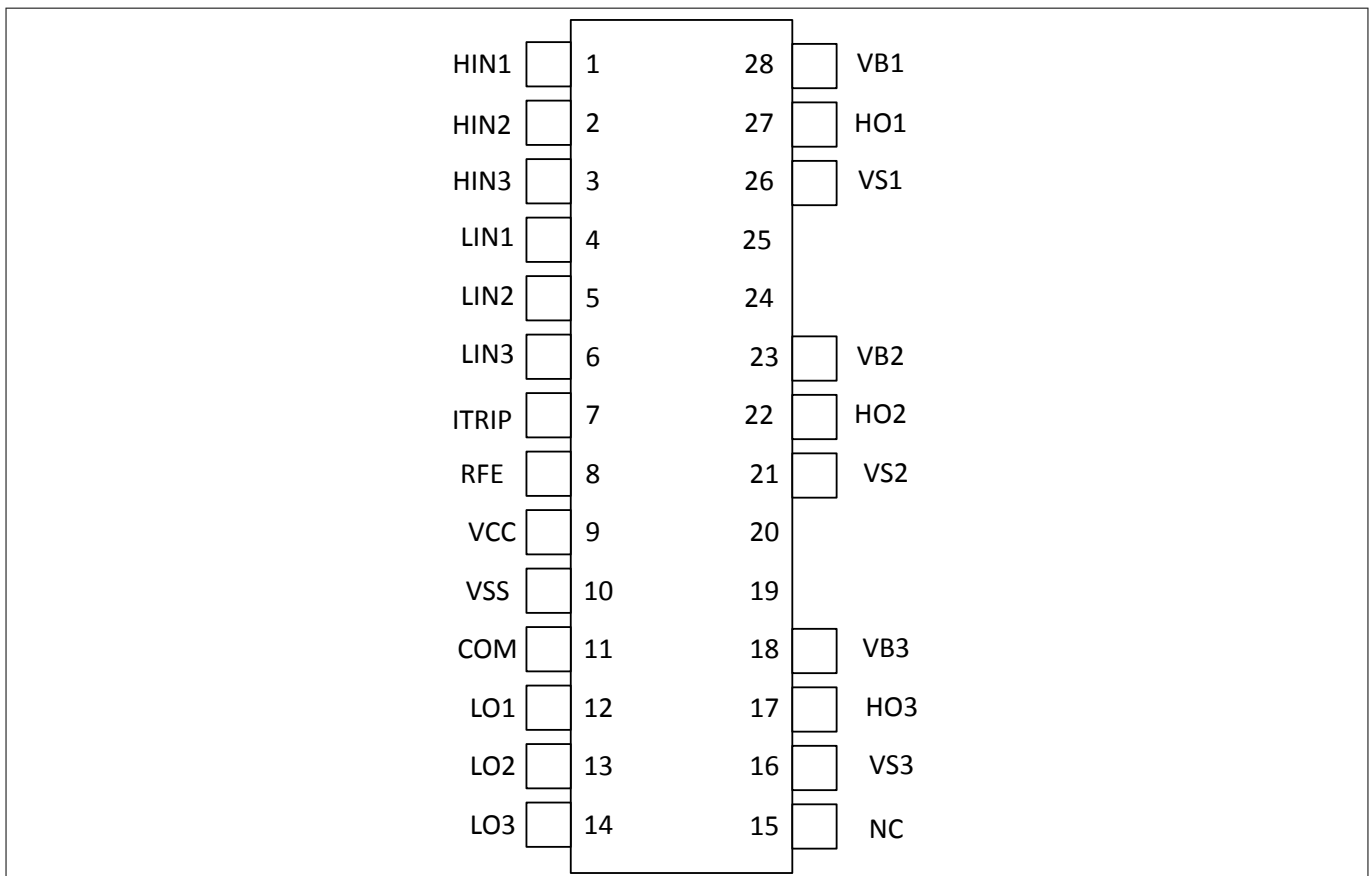 HIN1 1 28 VB1
HIN2 2 27 HO1
HIN3 3 26 VS1
LIN1 4 25
LIN2 5 24
LIN3 6 23 VB2
ITRIP 7 22 HO2
RFE 8 21 VS2
VCC 9 20
VSS 10 19
COM 11 18 VB3
LO1 12 17 HO3
LO2 13 16 VS3
LO3 14 15 NC